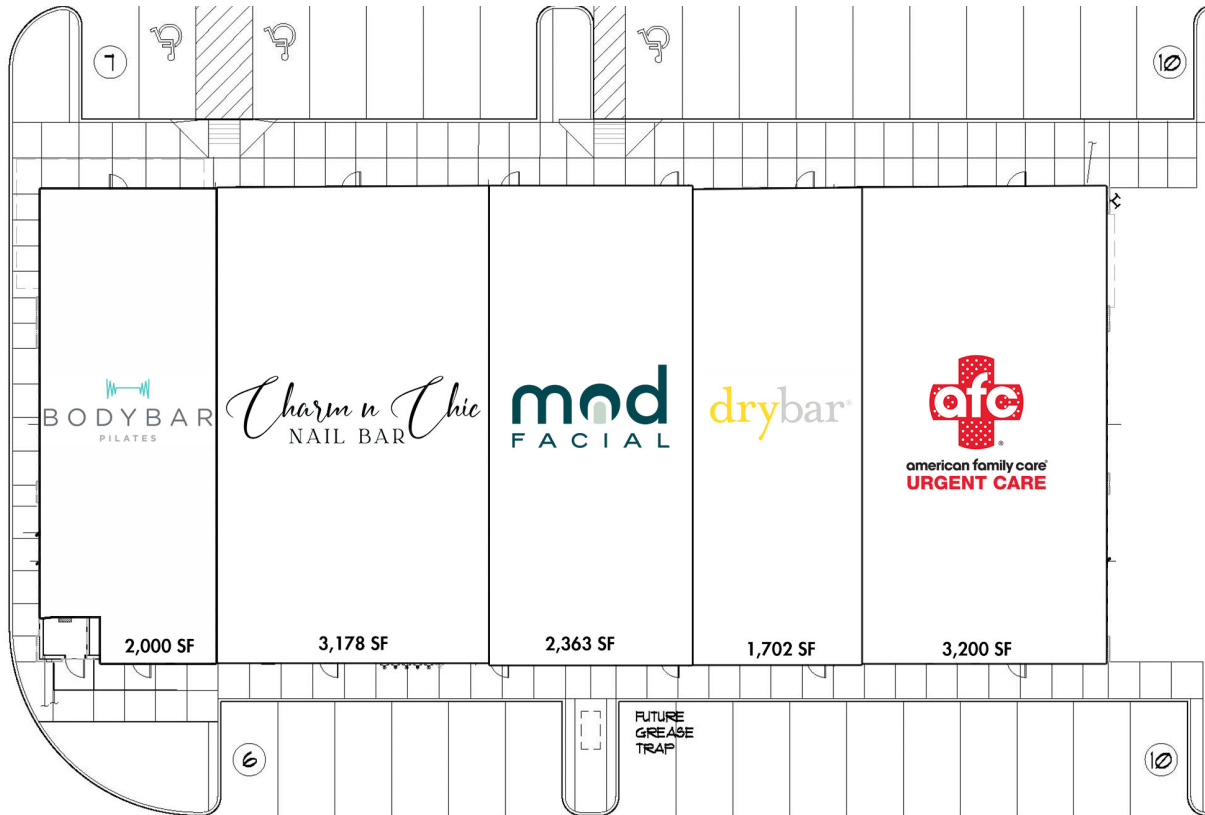 7
10
BODYBAR
PILATES
Charm n Chic
NAIL BAR
mod
FACIAL
drybar®
afc
®
american family care®
URGENT CARE
2,000 SF
3,178 SF
2,363 SF
1,702 SF
3,200 SF
FUTURE
GREASE
TRAP
6
10